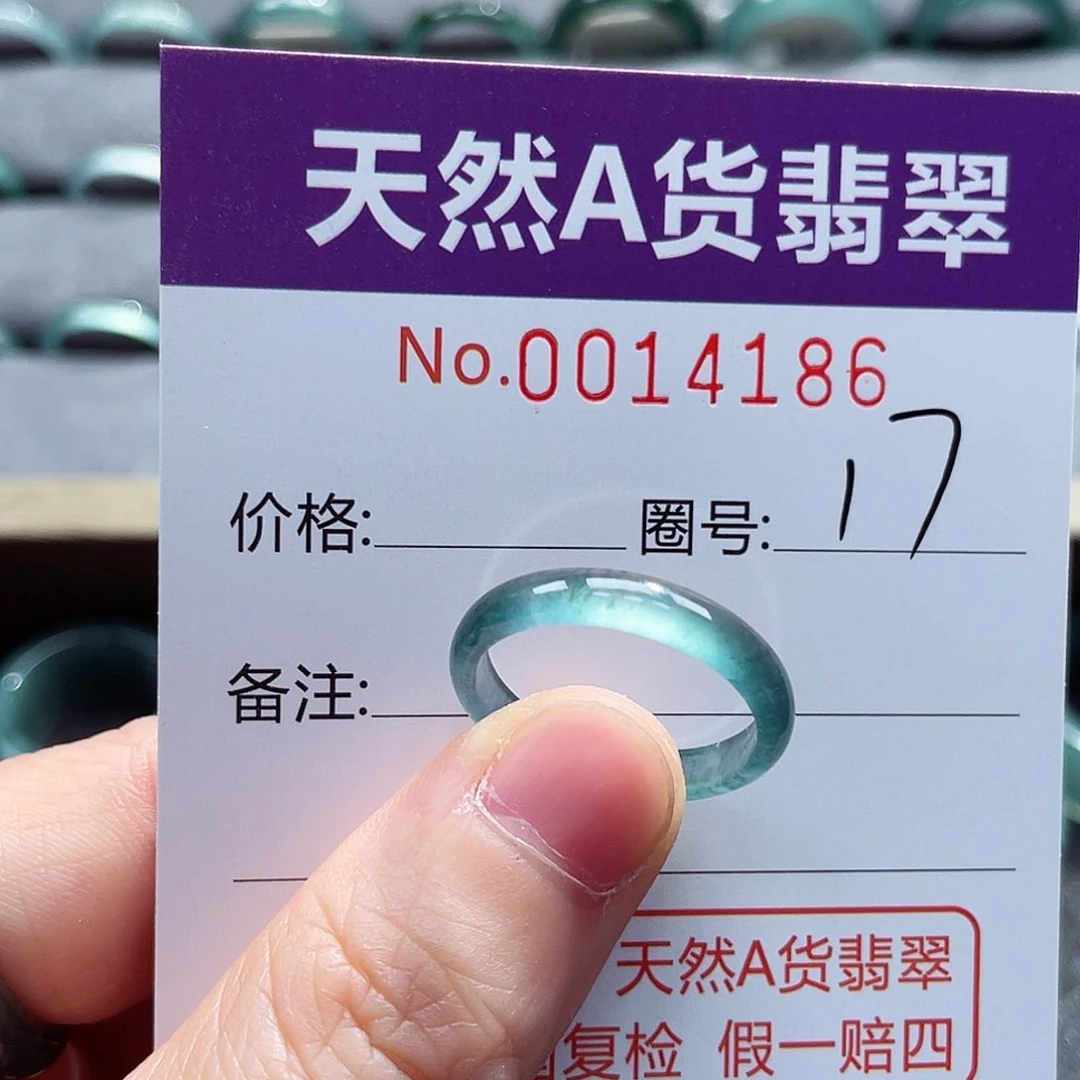 天然A货翡翠
No.0014186
价格: 圈号: 17
备注:
天然A货翡翠
复检 假一赔四